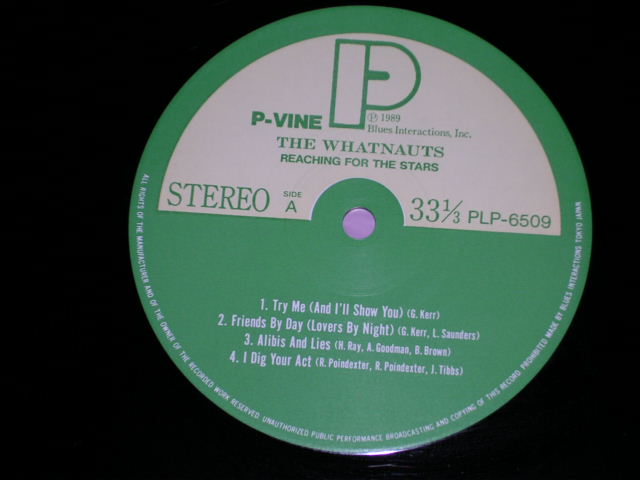 P
P-VINE
℗ 1989
Blues Interactions, Inc.
THE WHATNAUTS
REACHING FOR THE STARS
STEREO
SIDE
A
33 1/3 PLP-6509
1. Try Me (And I'll Show You) (G. Kerr)
2. Friends By Day (Lovers By Night) (G. Kerr, L. Saunders)
3. Alibis And Lies (H. Ray, A. Goodman, B. Brown)
4. I Dig Your Act (R. Poindexter, R. Poindexter, J. Tibbs)
ALL RIGHTS OF THE MANUFACTURER AND OF THE OWNER OF THE RECORDED WORK RESERVED. UNAUTHORIZED PUBLIC PERFORMANCE BROADCASTING AND COPYING OF THIS RECORD PROHIBITED MADE BY BLUES INTERACTIONS TOKYO JAPAN